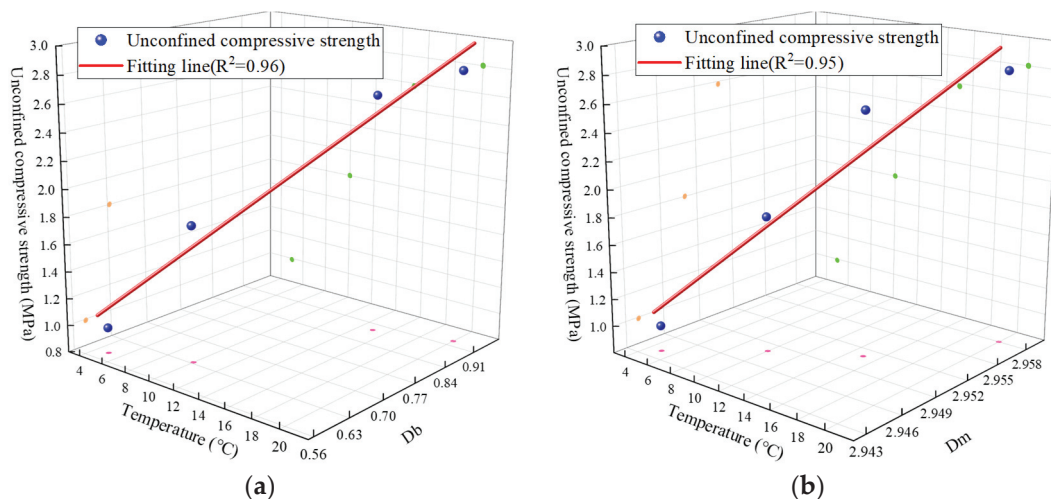 Unconfined compressive strength
Fitting line(R²=0.96)
Unconfined compressive strength (MPa)
3.0
2.8
2.6
2.4
2.2
2.0
1.8
1.6
1.4
1.2
1.0
0.8
4 6 8 10 12 14 16 18 20
Temperature (℃)
0.56 0.63 0.70 0.77 0.84 0.91
Db
(a)
Unconfined compressive strength
Fitting line(R²=0.95)
Unconfined compressive strength (MPa)
3.0
2.8
2.6
2.4
2.2
2.0
1.8
1.6
1.4
1.2
1.0
4 6 8 10 12 14 16 18 20
Temperature (℃)
2.943 2.946 2.949 2.952 2.955 2.958
Dm
(b)